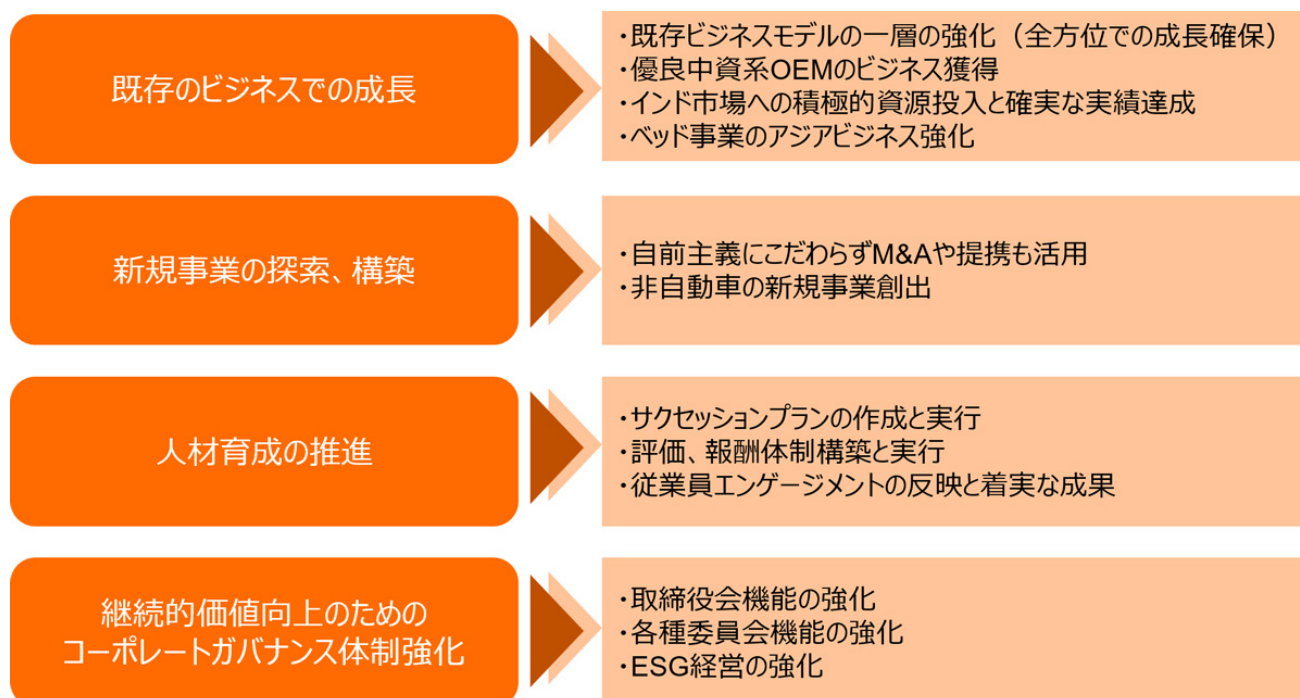 既存のビジネスでの成長
・既存ビジネスモデルの一層の強化（全方位での成長確保）
・優良中資系OEMのビジネス獲得
・インド市場への積極的資源投入と確実な実績達成
・ベッド事業のアジアビジネス強化
新規事業の探索、構築
・自前主義にこだわらずM&Aや提携も活用
・非自動車の新規事業創出
人材育成の推進
・サクセッションプランの作成と実行
・評価、報酬体制構築と実行
・従業員エンゲージメントの反映と着実な成果
継続的価値向上のための
コーポレートガバナンス体制強化
・取締役会機能の強化
・各種委員会機能の強化
・ESG経営の強化